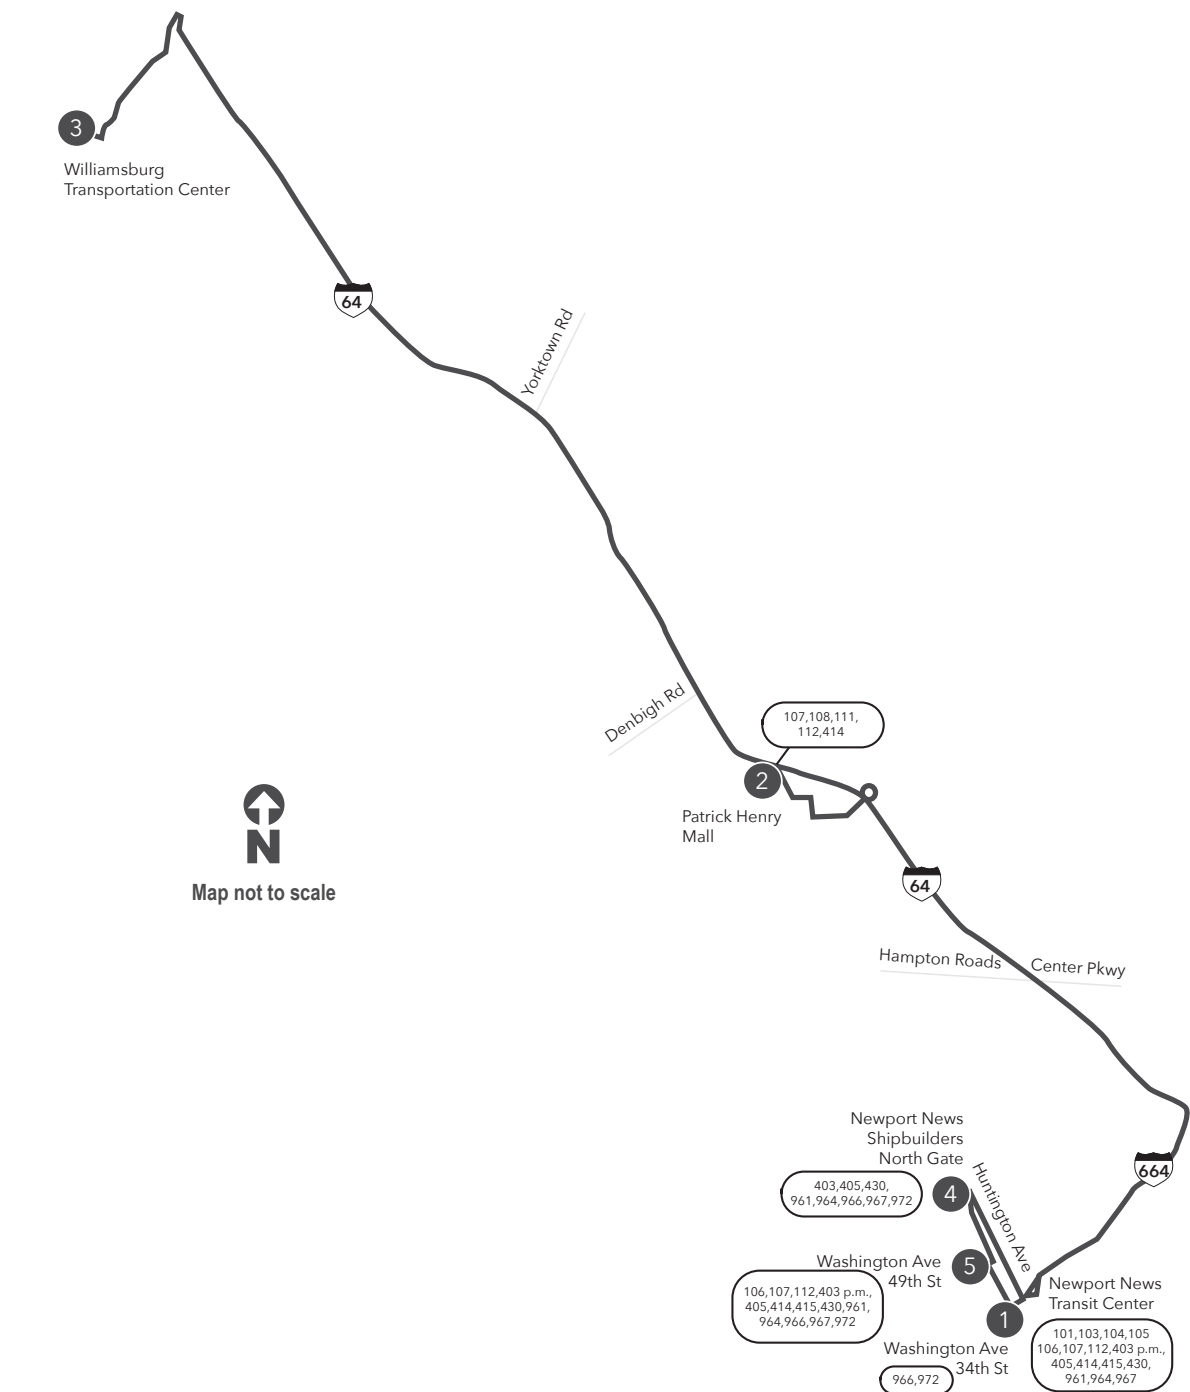 3
Williamsburg
Transportation Center
64
Yorktown Rd
Denbigh Rd
107,108,111,
112,414
2
Patrick Henry
Mall
N
Map not to scale
64
Hampton Roads Center Pkwy
664
Newport News
Shipbuilders
North Gate
403,405,430,
961,964,966,967,972
4
Huntington Ave
Washington Ave
49th St
5
106,107,112,403 p.m.,
405,414,415,430,961,
964,966,967,972
Newport News
Transit Center
1
101,103,104,105
106,107,112,403 p.m.,
405,414,415,430,
961,964,967
Washington Ave
34th St
966,972